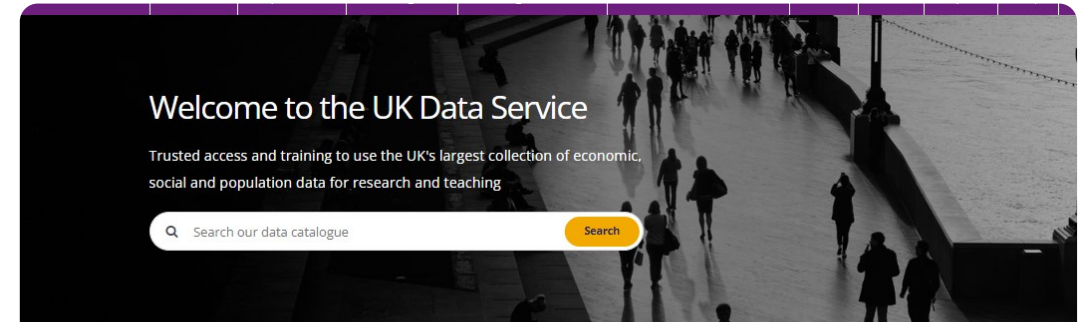 Welcome to the UK Data Service
Trusted access and training to use the UK's largest collection of economic,
social and population data for research and teaching
Search our data catalogue
Search